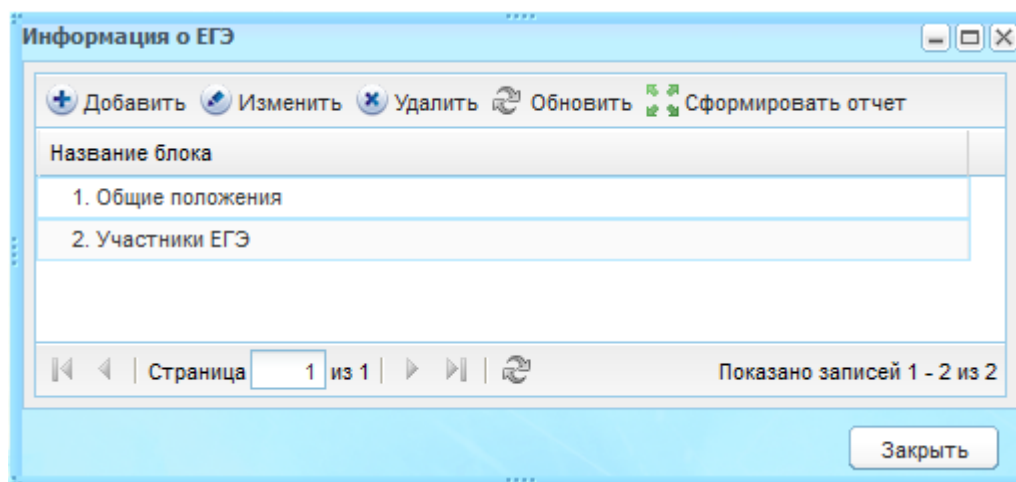 Информация о ЕГЭ
Добавить Изменить Удалить Обновить Сформировать отчет
Название блока
1. Общие положения
2. Участники ЕГЭ
Страница 1 из 1 Показано записей 1 - 2 из 2
Закрыть